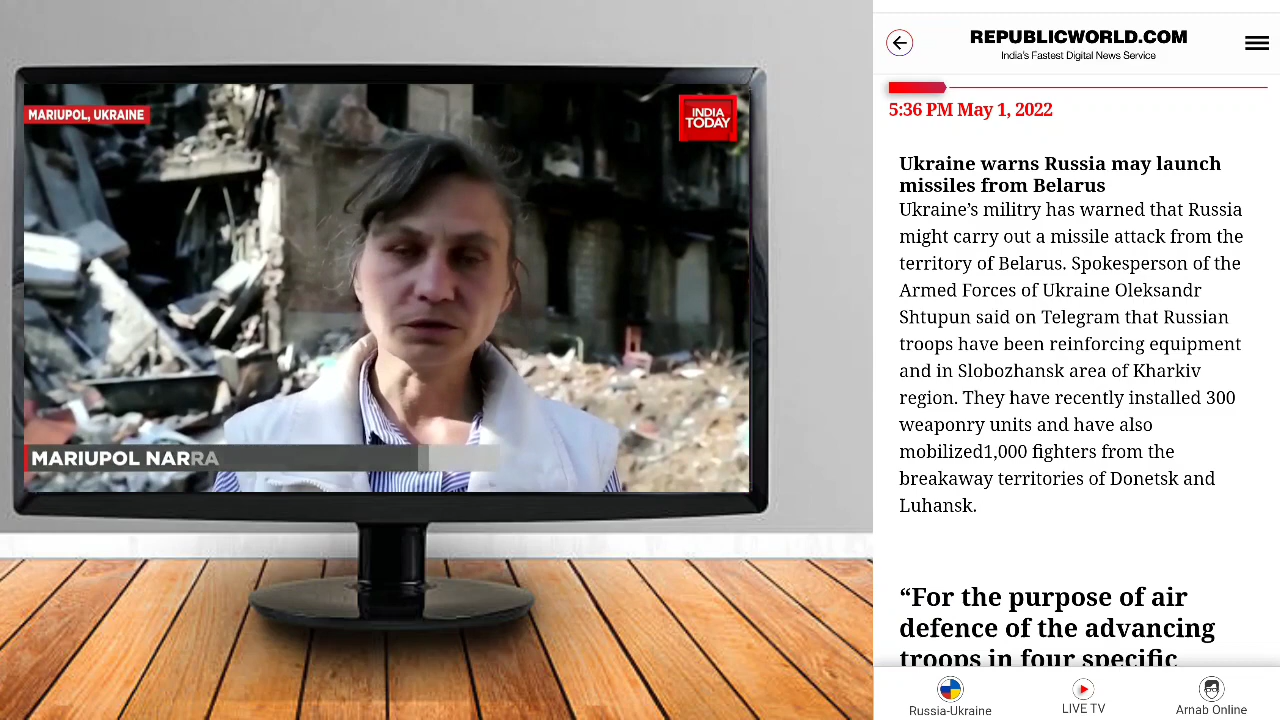 MARIUPOL, UKRAINE
INDIA
TODAY
MARIUPOL NARRA
REPUBLICWORLD.COM
India's Fastest Digital News Service
5:36 PM May 1, 2022
Ukraine warns Russia may launch
missiles from Belarus
Ukraine’s militry has warned that Russia
might carry out a missile attack from the
territory of Belarus. Spokesperson of the
Armed Forces of Ukraine Oleksandr
Shtupun said on Telegram that Russian
troops have been reinforcing equipment
and in Slobozhansk area of Kharkiv
region. They have recently installed 300
weaponry units and have also
mobilized1,000 fighters from the
breakaway territories of Donetsk and
Luhansk.
“For the purpose of air
defence of the advancing
troops in four specific
Russia-Ukraine
LIVE TV
Arnab Online